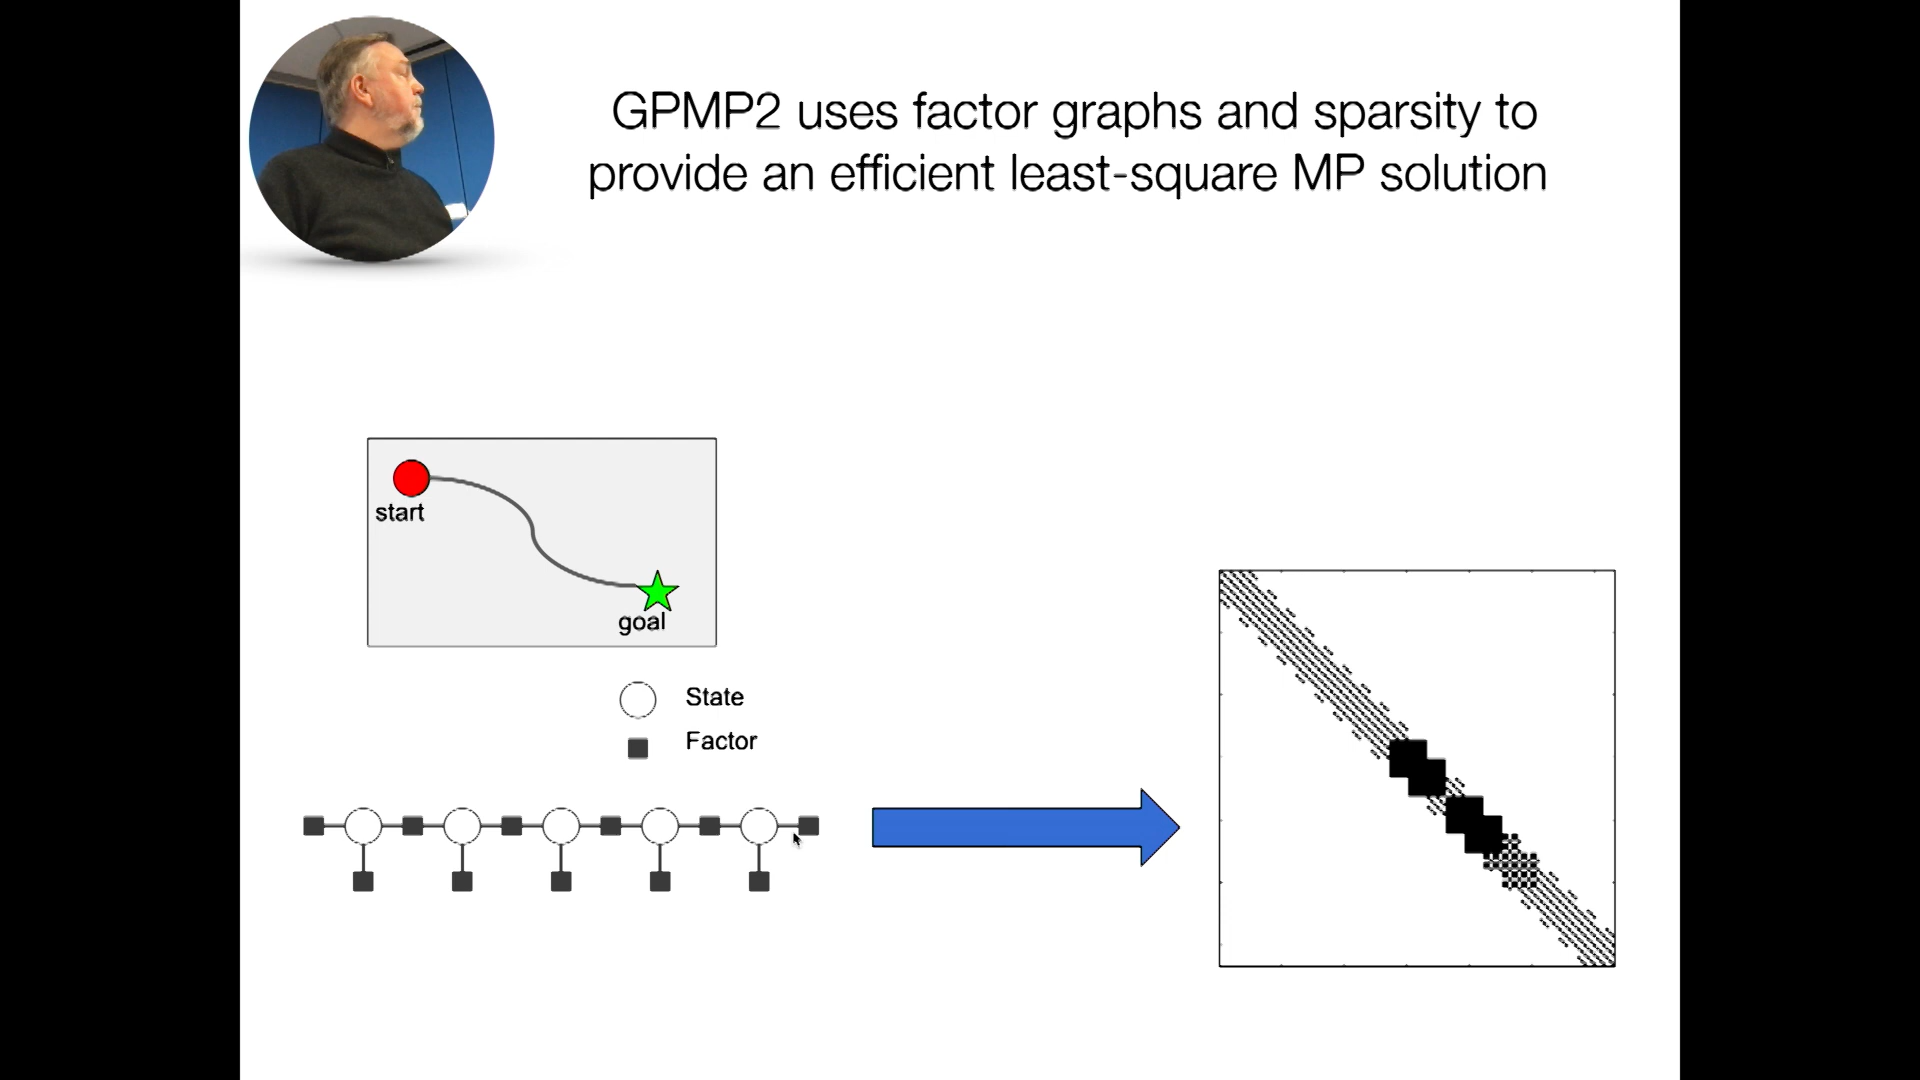 GPMP2 uses factor graphs and sparsity to
provide an efficient least-square MP solution
start
goal
State
Factor